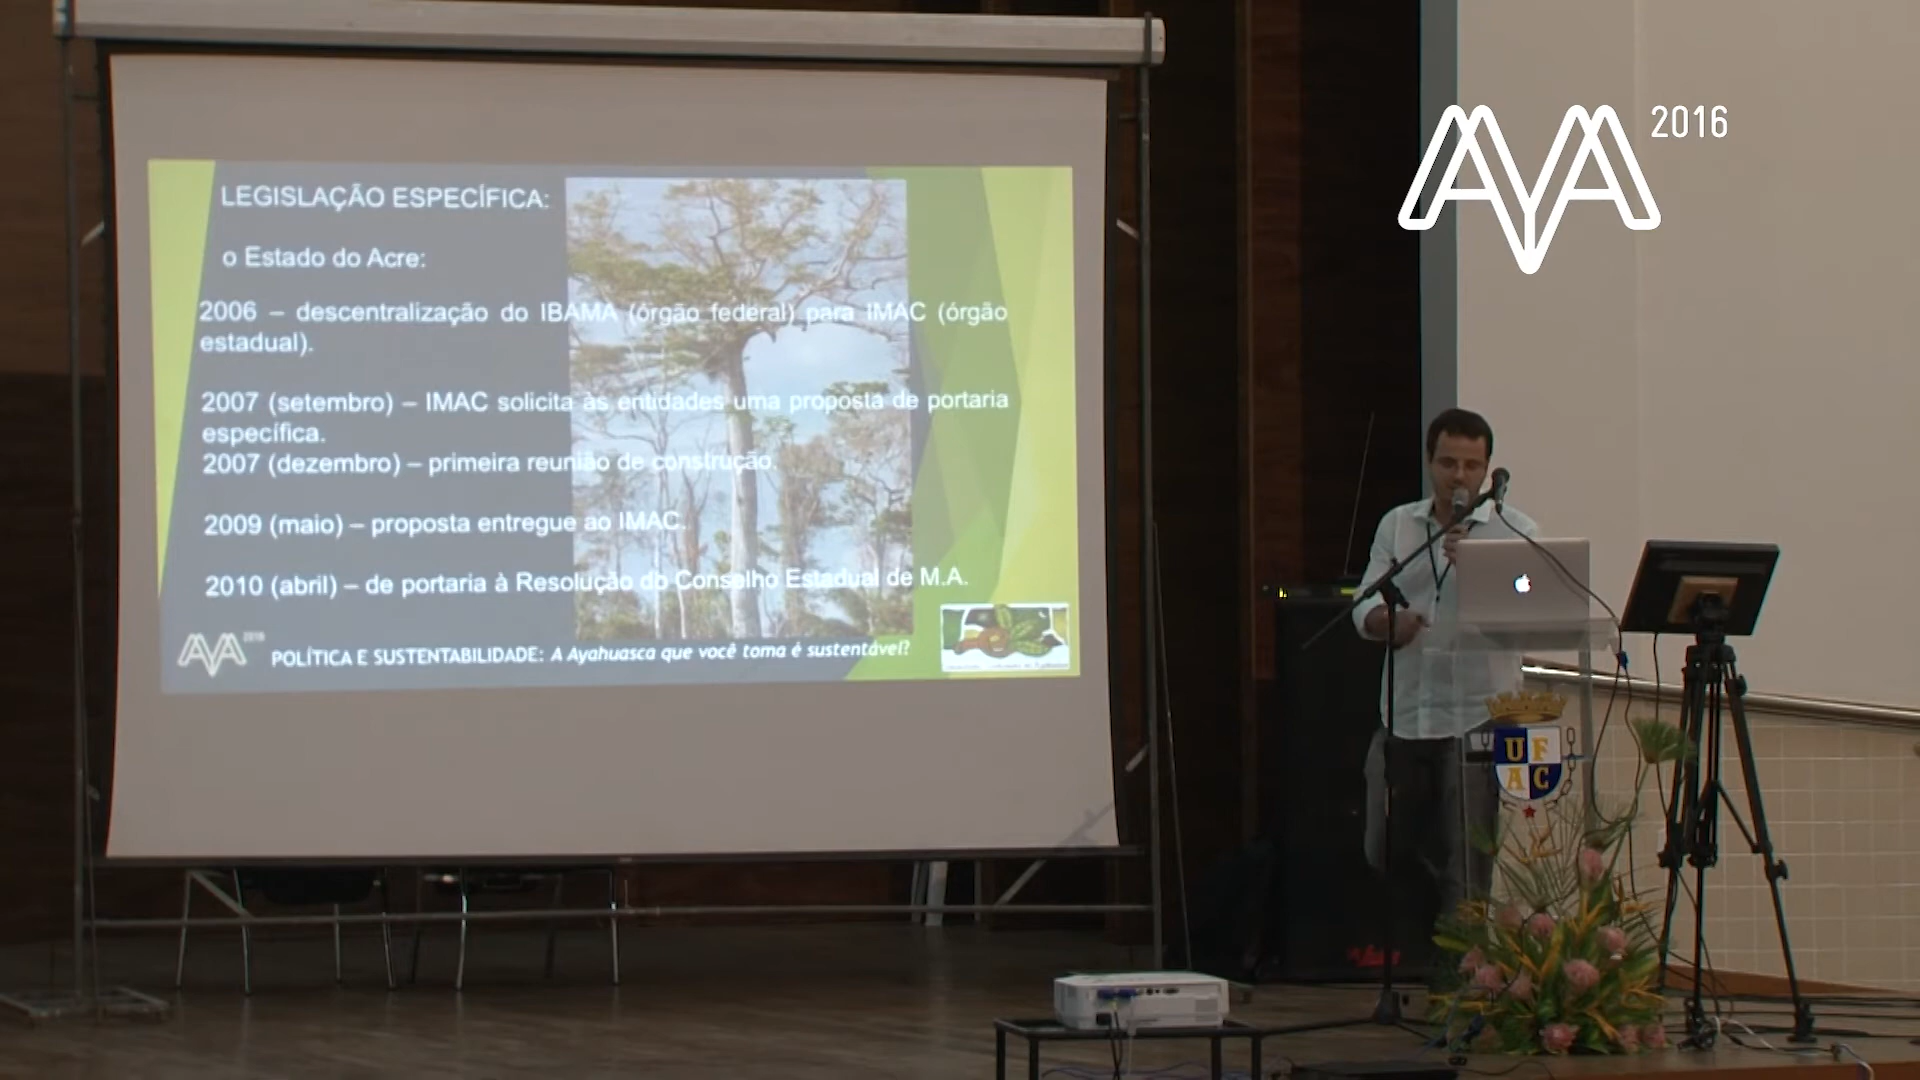 LEGISLAÇÃO ESPECÍFICA:
o Estado do Acre:
2006 – descentralização do IBAMA (órgão federal) para IMAC (órgão
estadual).
2007 (setembro) – IMAC solicita às entidades uma proposta de portaria
específica.
2007 (dezembro) – primeira reunião de construção.
2009 (maio) – proposta entregue ao IMAC.
2010 (abril) – de portaria à Resolução do Conselho Estadual de M.A.
AYA 2016
POLÍTICA E SUSTENTABILIDADE: A Ayahuasca que você toma é sustentável?
AYA 2016
UF
AC